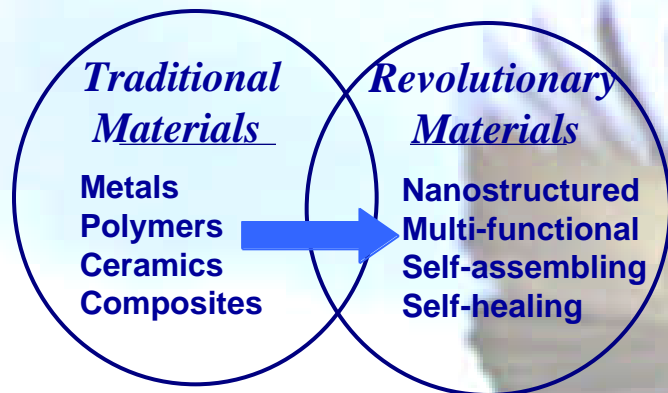 Traditional
Materials
Metals
Polymers
Ceramics
Composites
Revolutionary
Materials
Nanostructured
Multi-functional
Self-assembling
Self-healing